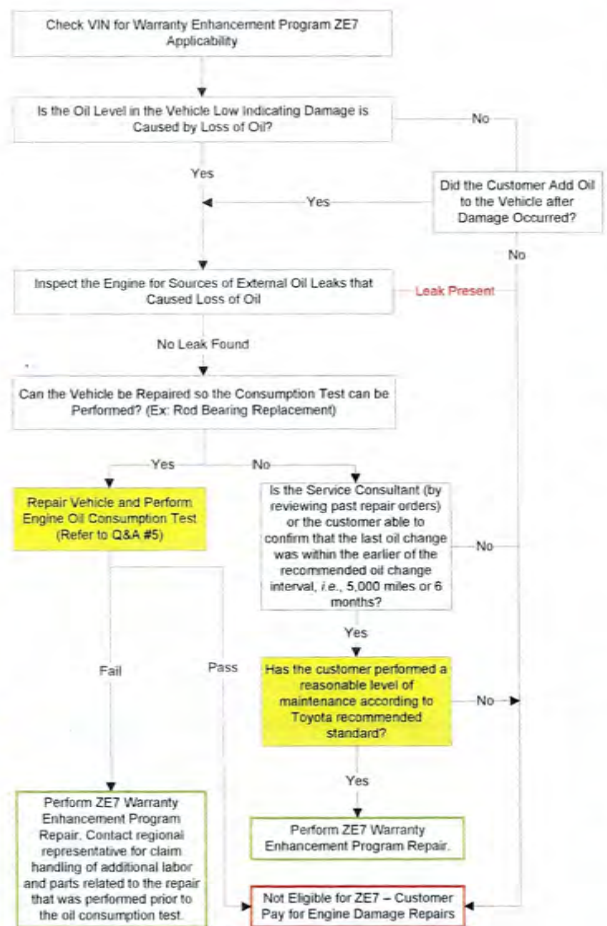 Check VIN for Warranty Enhancement Program ZE7
Applicability
Is the Oil Level in the Vehicle Low Indicating Damage is
Caused by Loss of Oil?
No
Yes
Did the Customer Add Oil
to the Vehicle after
Damage Occurred?
Yes
No
Inspect the Engine for Sources of External Oil Leaks that
Caused Loss of Oil
Leak Present
No Leak Found
Can the Vehicle be Repaired so the Consumption Test can be
Performed? (Ex: Rod Bearing Replacement)
Yes
No
Repair Vehicle and Perform
Engine Oil Consumption Test
(Refer to Q&A #5)
Is the Service Consultant (by
reviewing past repair orders)
or the customer able to
confirm that the last oil change
was within the earlier of the
recommended oil change
interval, i.e., 5,000 miles or 6
months?
No
Yes
Fail
Pass
Has the customer performed a
reasonable level of
maintenance according to
Toyota recommended
standard?
No
Yes
Perform ZE7 Warranty
Enhancement Program
Repair. Contact regional
representative for claim
handling of additional labor
and parts related to the repair
that was performed prior to
the oil consumption test.
Perform ZE7 Warranty
Enhancement Program Repair.
Not Eligible for ZE7 – Customer
Pay for Engine Damage Repairs